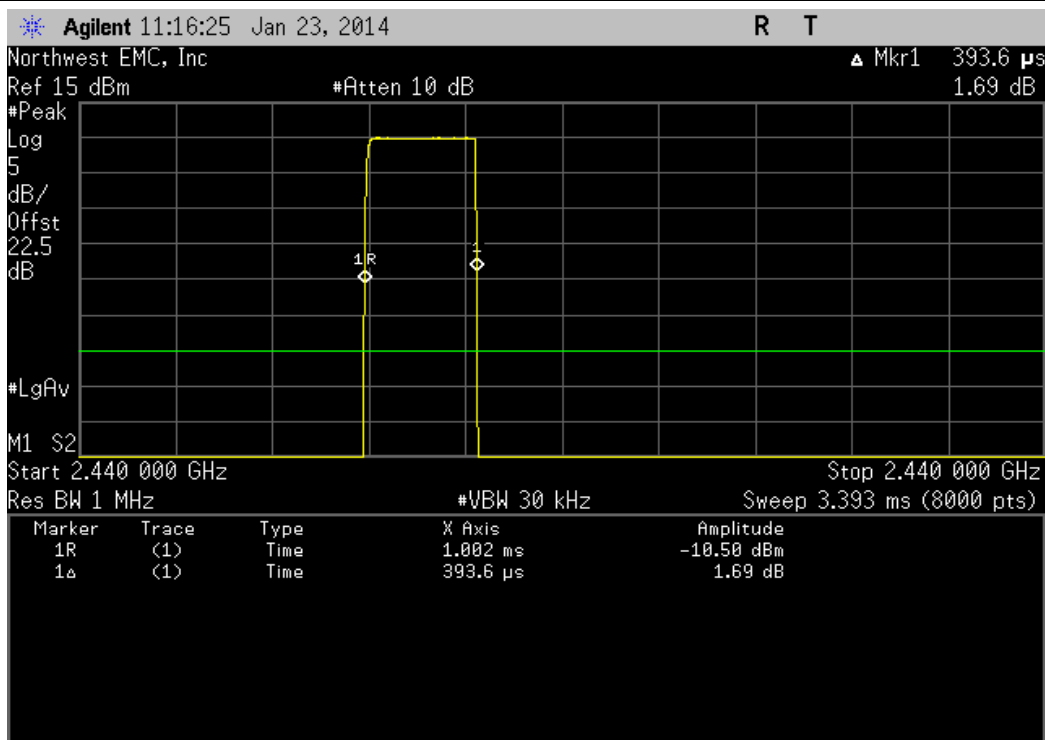 Agilent 11:16:25 Jan 23, 2014 R T
Northwest EMC, Inc Δ Mkr1 393.6 µs
Ref 15 dBm #Atten 10 dB 1.69 dB
#Peak
Log
5
dB/
Offst
22.5
dB
1R 1
#LgAv
M1 S2
Start 2.440 000 GHz Stop 2.440 000 GHz
Res BW 1 MHz #VBW 30 kHz Sweep 3.393 ms (8000 pts)
Marker Trace Type X Axis Amplitude
1R (1) Time 1.002 ms -10.50 dBm
1Δ (1) Time 393.6 µs 1.69 dB